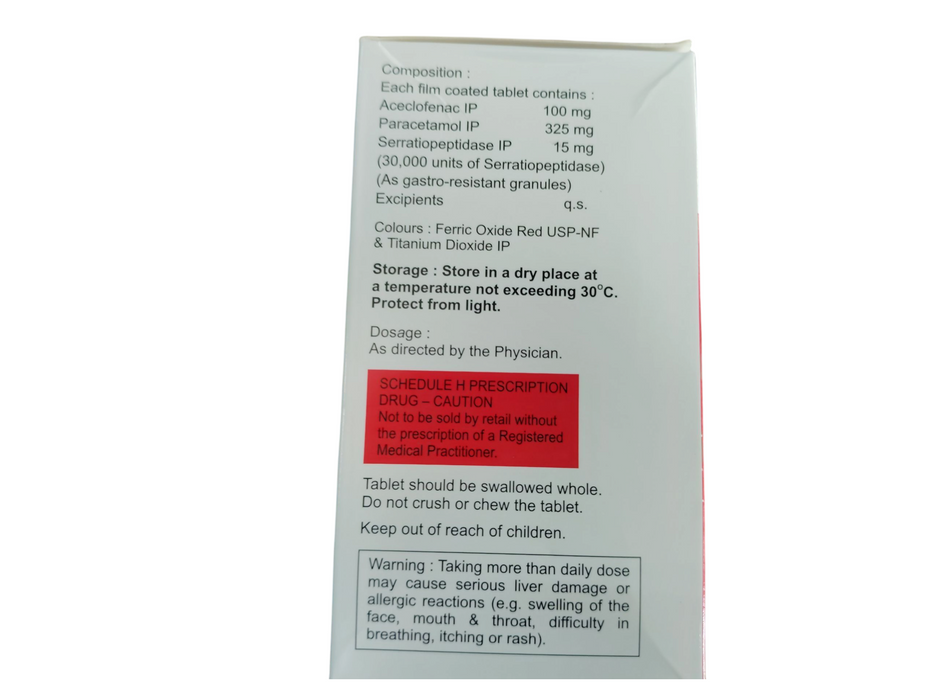 Composition :
Each film coated tablet contains :
Aceclofenac IP 100 mg
Paracetamol IP 325 mg
Serratiopeptidase IP 15 mg
(30,000 units of Serratiopeptidase)
(As gastro-resistant granules)
Excipients q.s.
Colours : Ferric Oxide Red USP-NF
& Titanium Dioxide IP
Storage : Store in a dry place at
a temperature not exceeding 30°C.
Protect from light.
Dosage :
As directed by the Physician.
SCHEDULE H PRESCRIPTION
DRUG – CAUTION
Not to be sold by retail without
the prescription of a Registered
Medical Practitioner.
Tablet should be swallowed whole.
Do not crush or chew the tablet.
Keep out of reach of children.
Warning : Taking more than daily dose
may cause serious liver damage or
allergic reactions (e.g. swelling of the
face, mouth & throat, difficulty in
breathing, itching or rash).